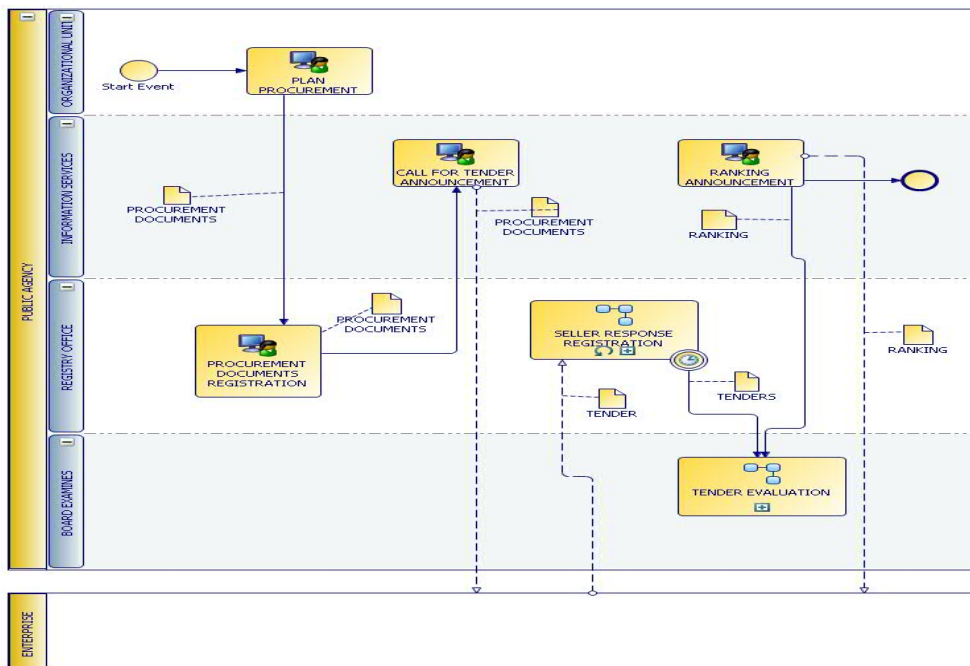 PUBLIC AGENCY
ORGANIZATIONAL UNIT
Start Event
PLAN
PROCUREMENT
INFORMATION SERVICES
PROCUREMENT
DOCUMENTS
CALL FOR TENDER
ANNOUNCEMENT
PROCUREMENT
DOCUMENTS
RANKING
ANNOUNCEMENT
RANKING
REGISTRY OFFICE
PROCUREMENT
DOCUMENTS
REGISTRATION
PROCUREMENT
DOCUMENTS
SELLER RESPONSE
REGISTRATION
TENDER
TENDERS
RANKING
BOARD EXAMINES
TENDER EVALUATION
ENTERPRISE